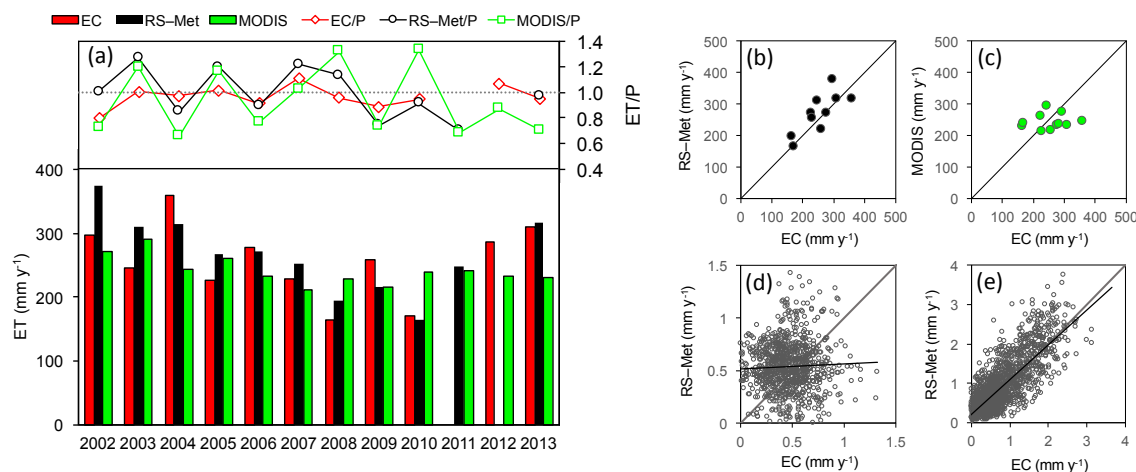 EC RS–Met MODIS EC/P RS–Met/P MODIS/P
(a)
1.4
1.2
1.0
0.8
0.6
0.4
ET/P
400
300
200
100
0
ET (mm y⁻¹)
2002 2003 2004 2005 2006 2007 2008 2009 2010 2011 2012 2013
(b)
500
400
300
200
100
0
RS–Met (mm y⁻¹)
0 100 200 300 400 500
EC (mm y⁻¹)
(c)
500
400
300
200
100
0
MODIS (mm y⁻¹)
0 100 200 300 400 500
EC (mm y⁻¹)
(d)
1.5
1.0
0.5
0
RS–Met (mm y⁻¹)
0 0.5 1.0 1.5
EC (mm y⁻¹)
(e)
4
3
2
1
0
RS-Met (mm y⁻¹)
0 1 2 3 4
EC (mm y⁻¹)